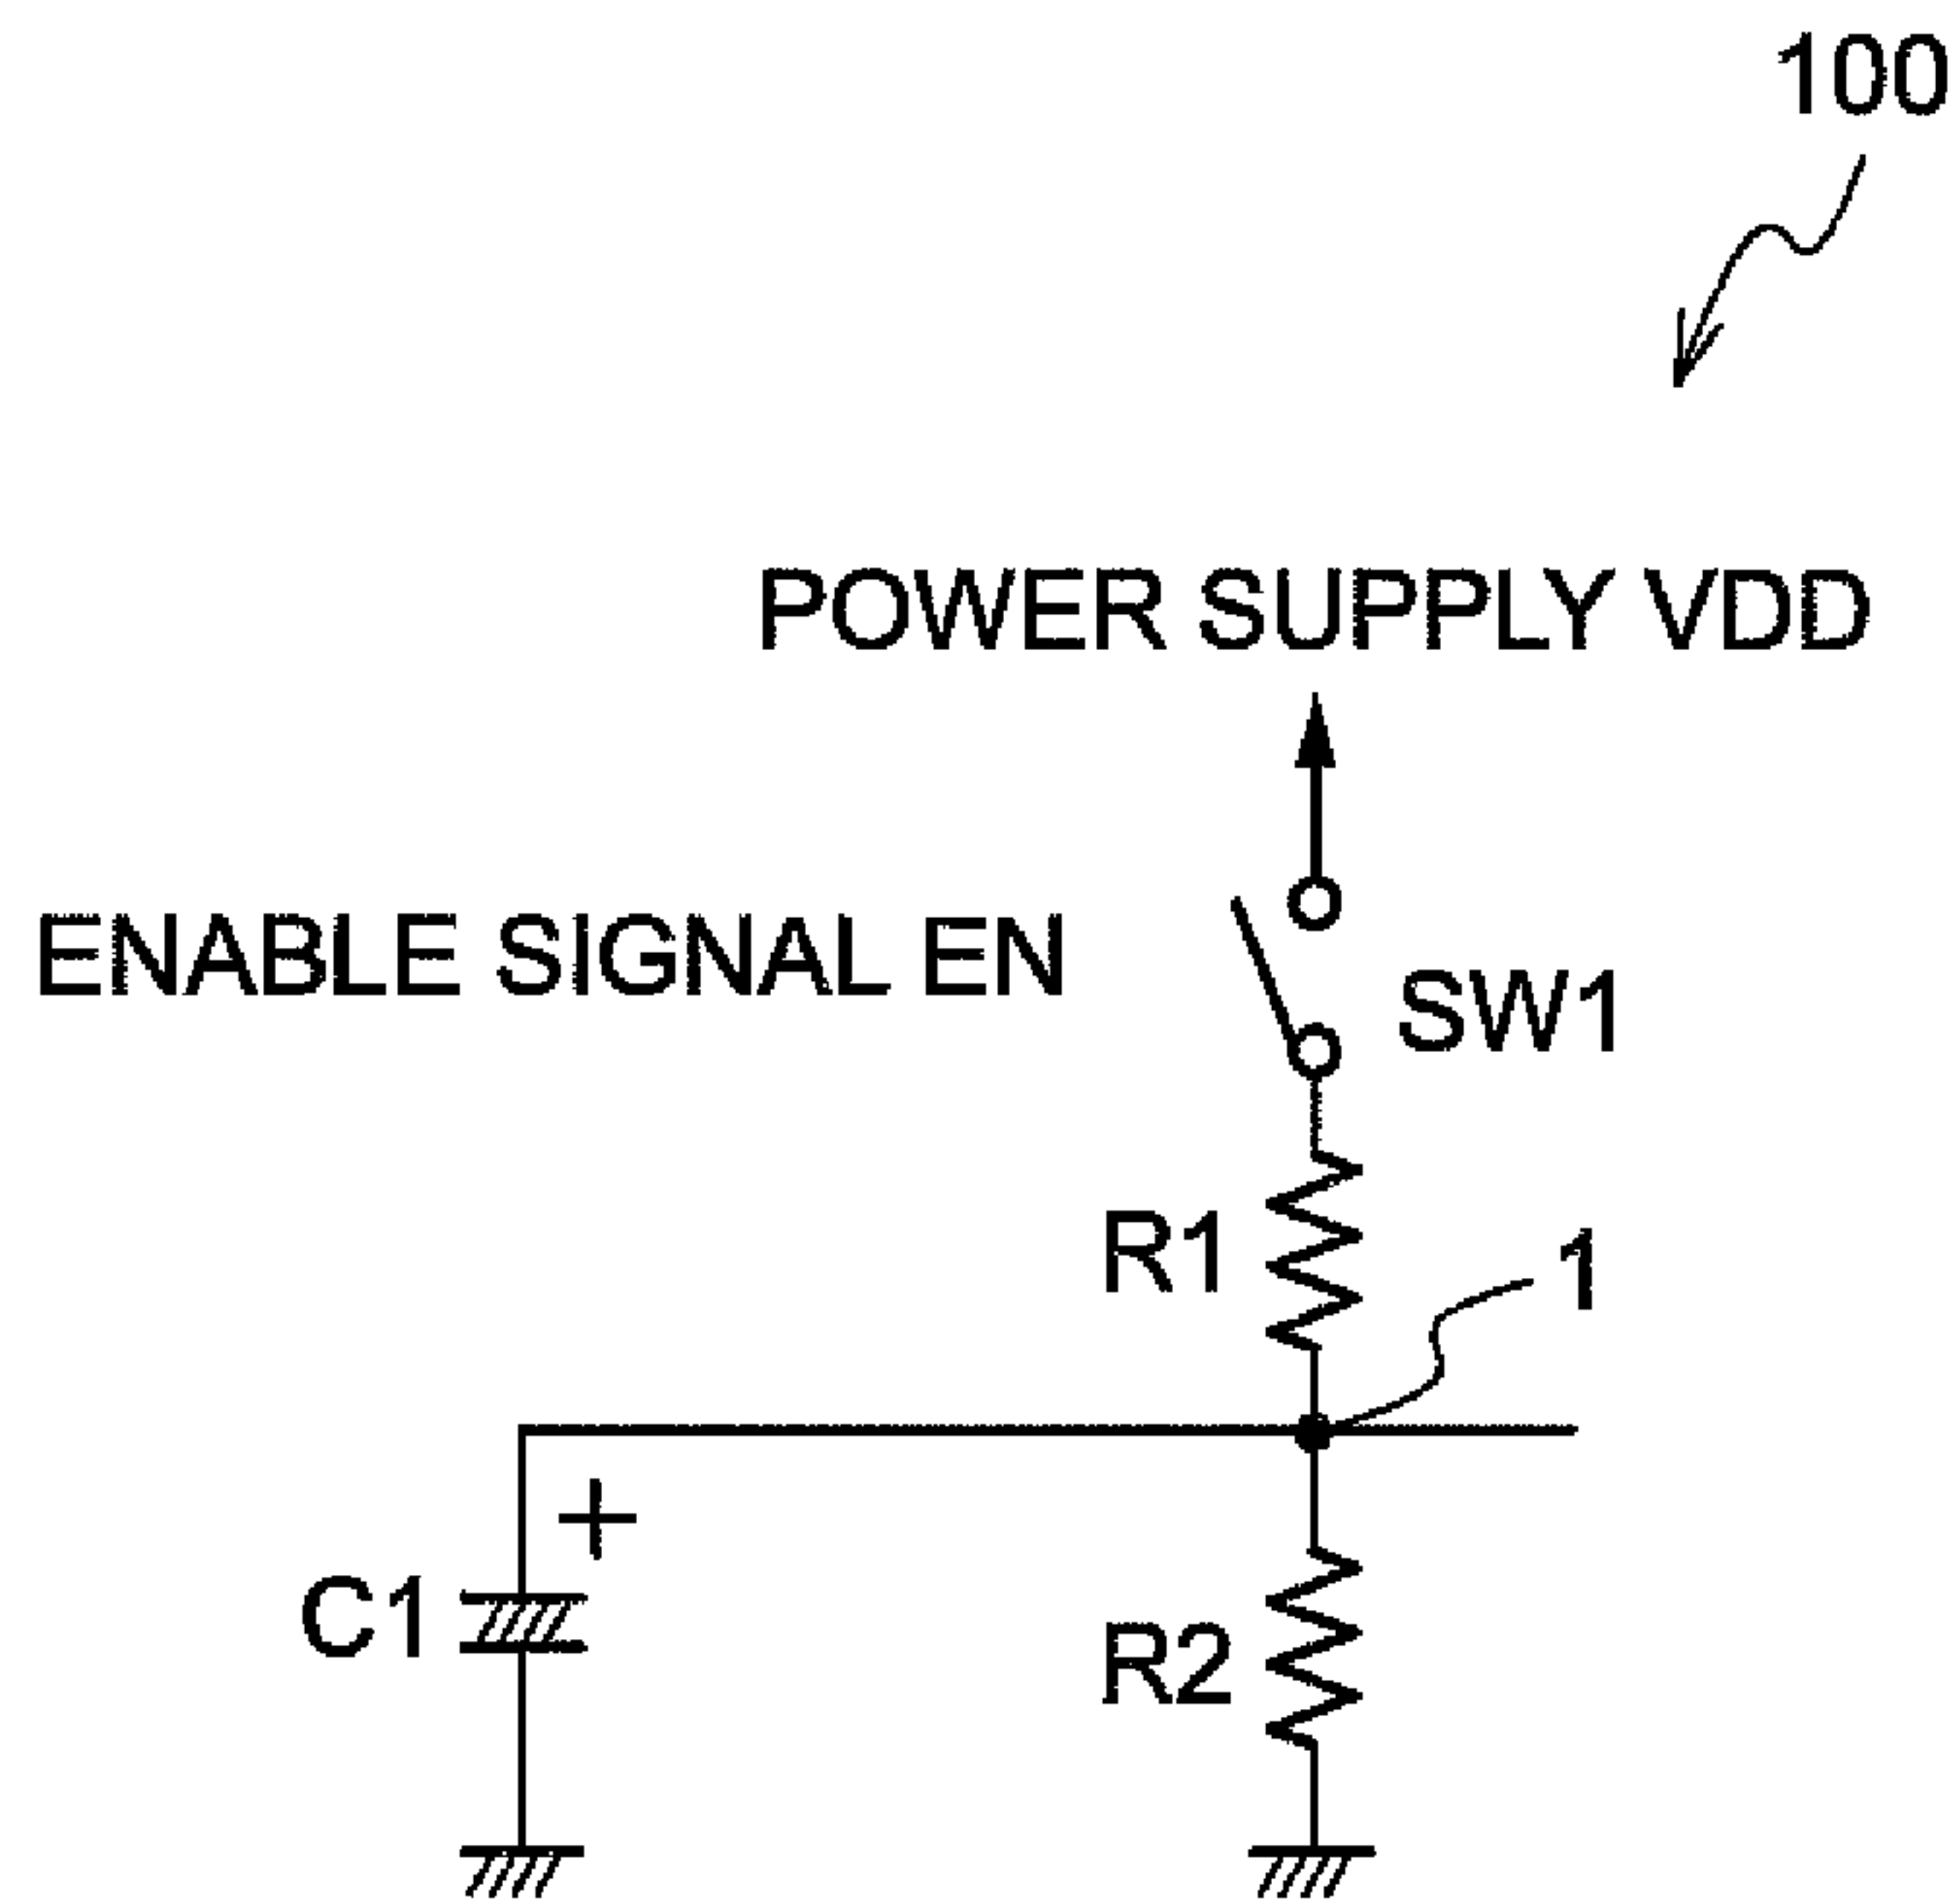 100
POWER SUPPLY VDD
ENABLE SIGNAL EN
SW1
R1
1
+
C1
R2